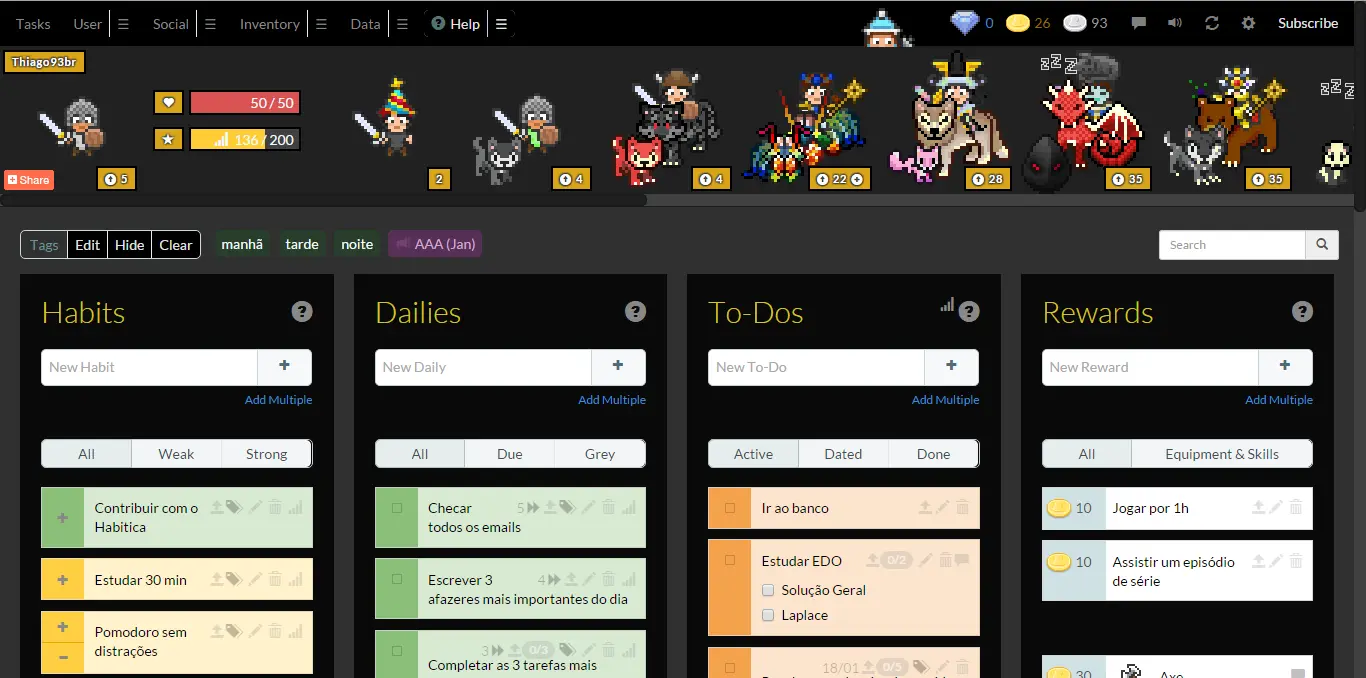 Tasks User Social Inventory Data Help 0 26 93 Subscribe
Thiago93br
50 / 50
136 / 200
Share
5 2 4 4 22 28 35 35
Tags Edit Hide Clear manhã tarde noite AAA (Jan) Search
Habits
New Habit
Add Multiple
All Weak Strong
Contribuir com o
Habitica
Estudar 30 min
Pomodoro sem
distrações
Dailies
New Daily
Add Multiple
All Due Grey
Checar 5
todos os emails
Escrever 3 4
afazeres mais importantes do dia
3 0/3
Completar as 3 tarefas mais
To-Dos
New To-Do
Add Multiple
Active Dated Done
Ir ao banco
Estudar EDO 0/2
Solução Geral
Laplace
18/01 0/5
Rewards
New Reward
Add Multiple
All Equipment & Skills
10 Jogar por 1h
10 Assistir um episódio
de série
30 Axe